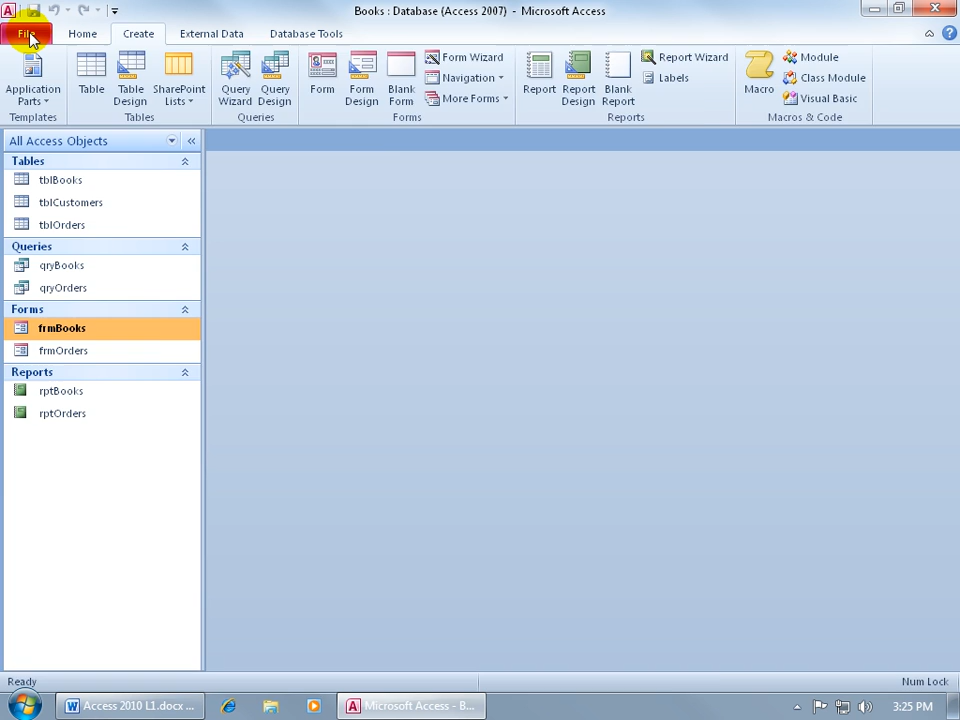 Books : Database (Access 2007) - Microsoft Access
File Home Create External Data Database Tools
Application Parts Table Table Design SharePoint Lists Query Wizard Query Design Form Form Design Blank Form Form Wizard Navigation More Forms Report Report Design Blank Report Report Wizard Labels Macro Module Class Module Visual Basic
Templates Tables Queries Forms Reports Macros & Code
All Access Objects
Tables
tblBooks
tblCustomers
tblOrders
Queries
qryBooks
qryOrders
Forms
frmBooks
frmOrders
Reports
rptBooks
rptOrders
Ready Num Lock
Access 2010 L1.docx ... Microsoft Access - B... 3:25 PM